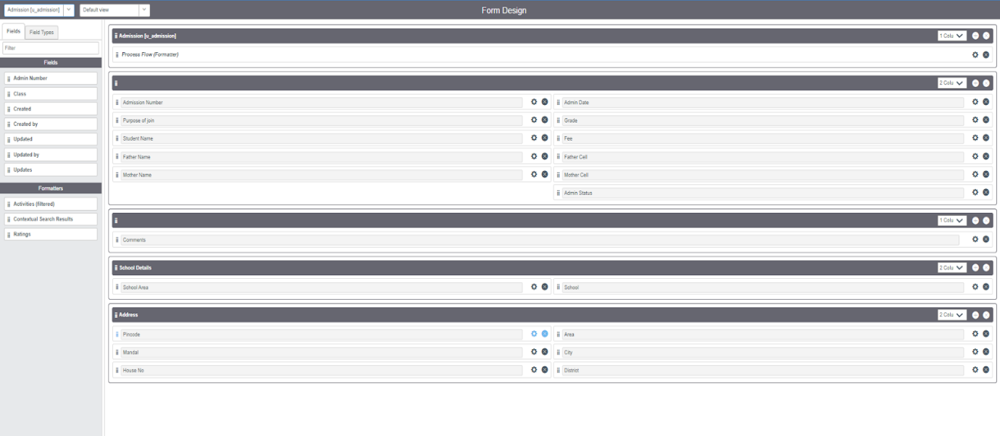 Admission [u_admission]
Default view
Form Design
Fields
Field Types
Filter
Fields
Admin Number
Class
Created
Created by
Updated
Updated by
Updates
Formatters
Activities (filtered)
Contextual Search Results
Ratings
Admission [u_admission]
1 Colu
Process Flow (Formatter)
2 Colu
Admission Number
Admin Date
Purpose of join
Grade
Student Name
Fee
Father Name
Father Cell
Mother Name
Mother Cell
Admin Status
1 Colu
Comments
School Details
2 Colu
School Area
School
Address
2 Colu
Pincode
Area
Mandal
City
House No
District